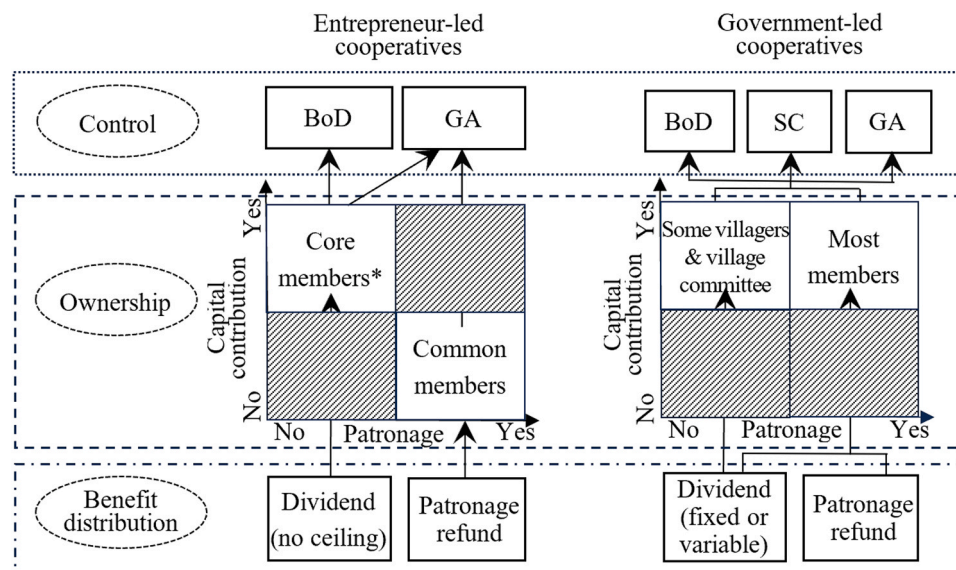 Entrepreneur-led
cooperatives
Government-led
cooperatives
Control
BoD
GA
BoD
SC
GA
Ownership
Capital
contribution
Yes
No
Core
members*
Common
members
No
Patronage
Yes
Capital
contribution
Yes
No
Some villagers
& village
committee
Most
members
No
Patronage
Yes
Benefit
distribution
Dividend
(no ceiling)
Patronage
refund
Dividend
(fixed or
variable)
Patronage
refund